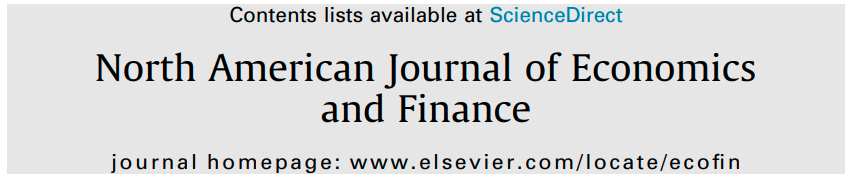 Contents lists available at ScienceDirect
North American Journal of Economics
and Finance
journal homepage: www.elsevier.com/locate/ecofin